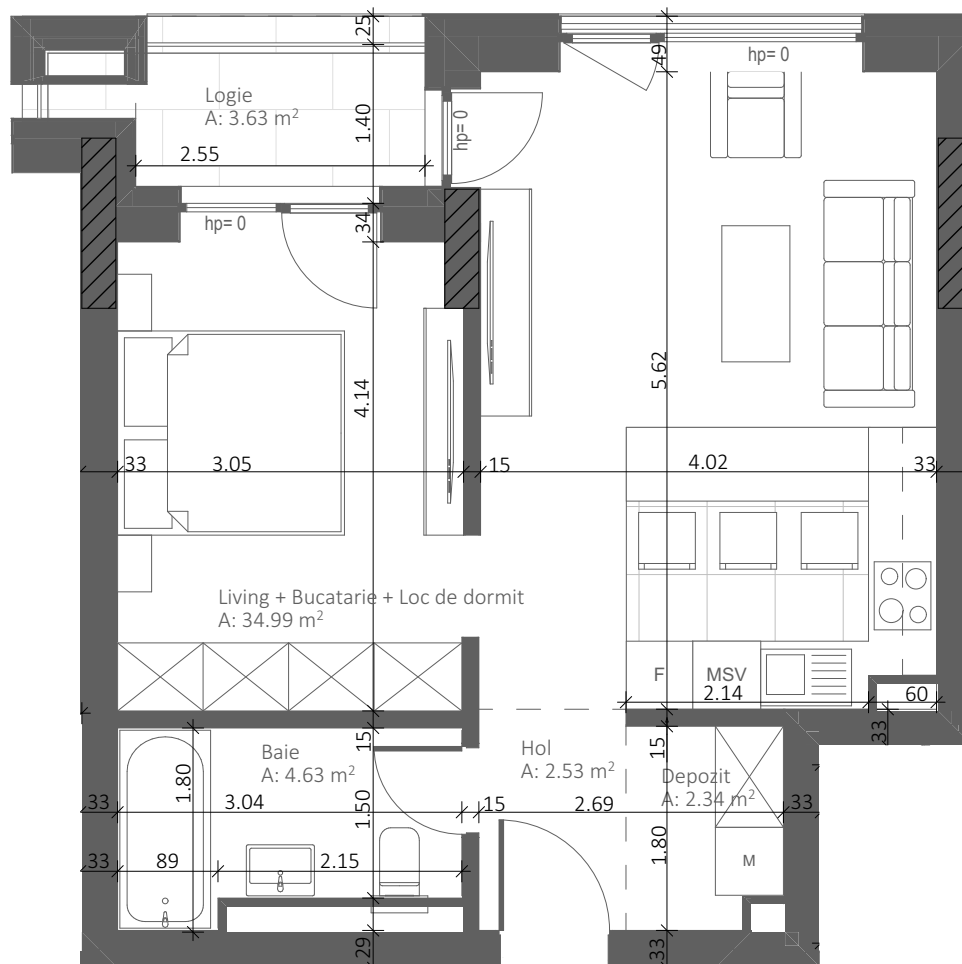 25
49
hp= 0
Logie
A: 3.63 m²
1.40
hp= 0
2.55
hp= 0
34
5.62
4.14
33
3.05
15
4.02
33
Living + Bucatarie + Loc de dormit
A: 34.99 m²
F
MSV
2.14
60
33
15
Baie
A: 4.63 m²
Hol
A: 2.53 m²
15
Depozit
A: 2.34 m²
1.80
33
3.04
1.50
15
2.69
33
1.80
33
89
2.15
M
29
33